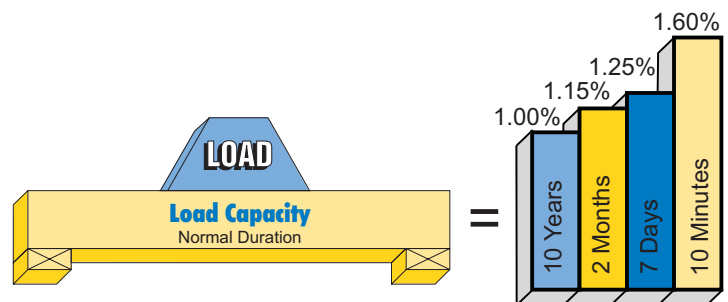 LOAD
Load Capacity
Normal Duration
=
1.00%
1.15%
1.25%
1.60%
10 Years
2 Months
7 Days
10 Minutes